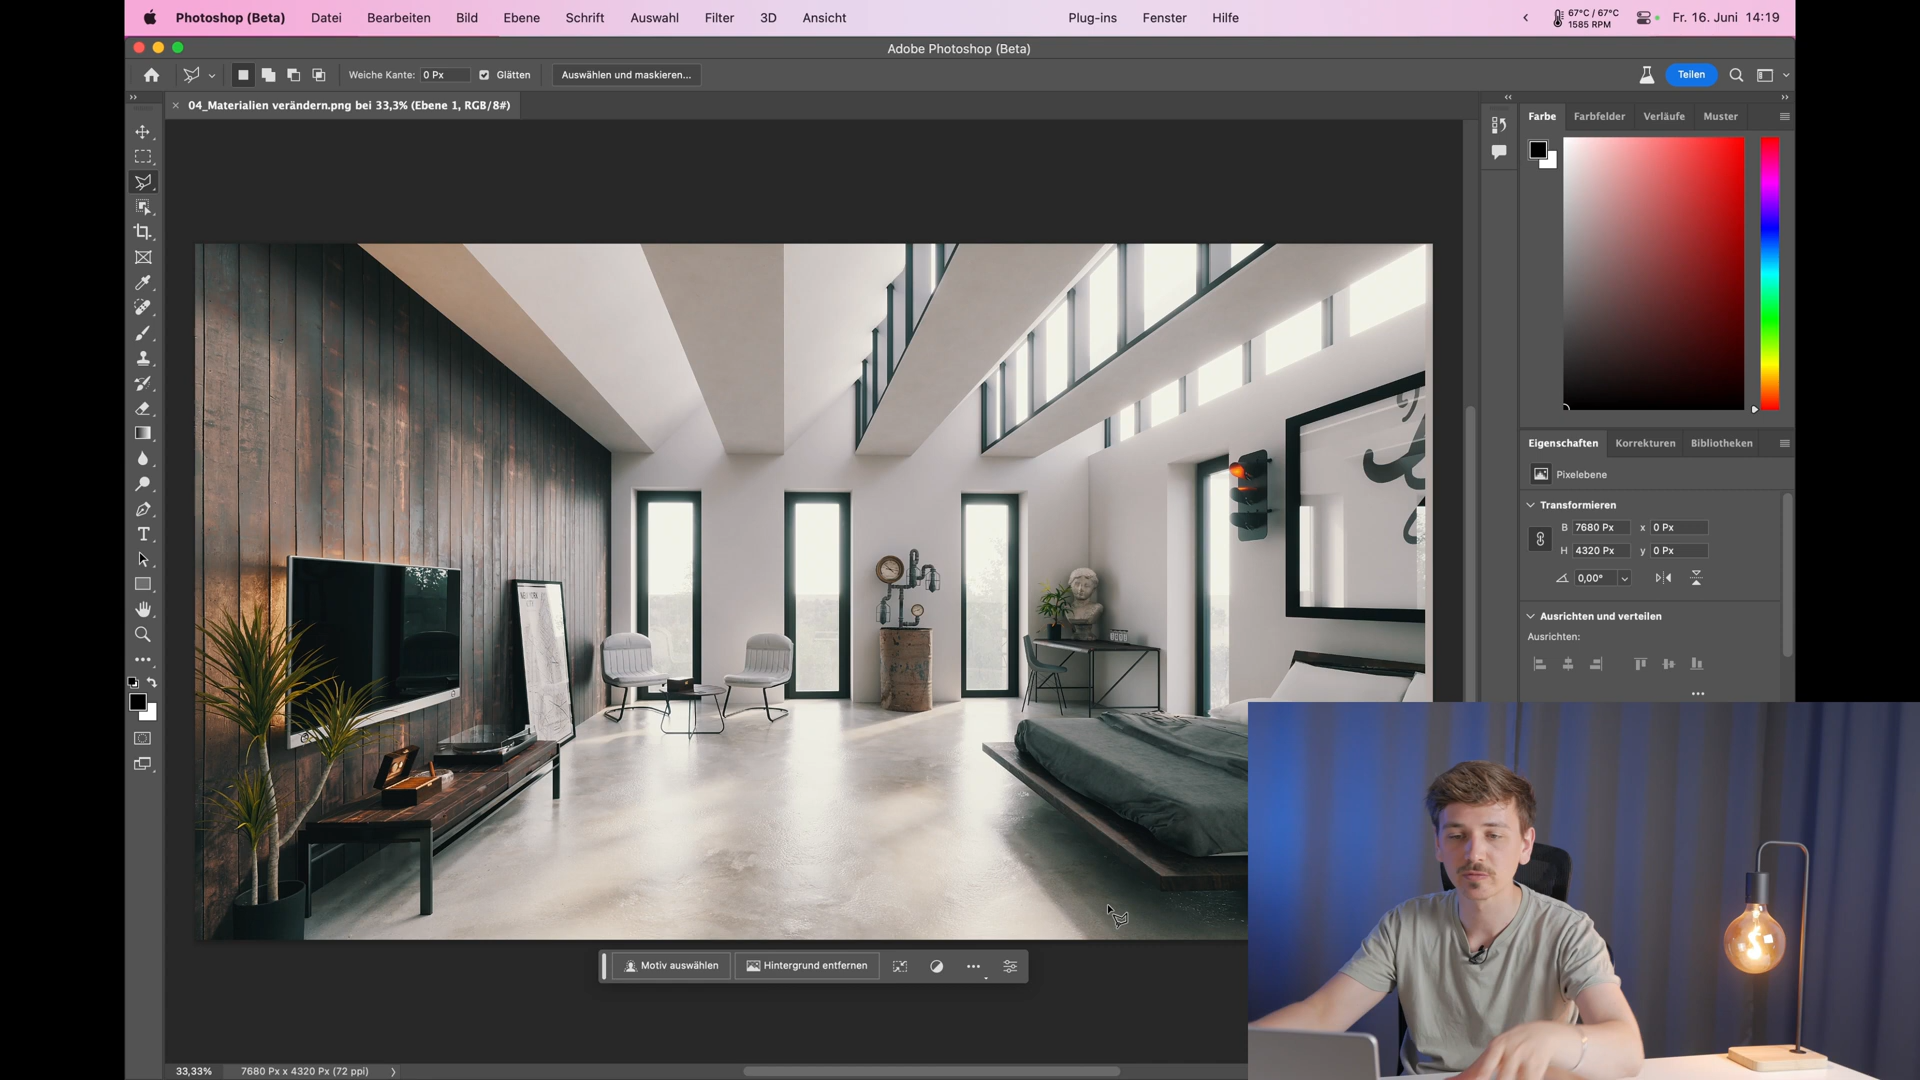 Photoshop (Beta) Datei Bearbeiten Bild Ebene Schrift Auswahl Filter 3D Ansicht Plug-ins Fenster Hilfe 67°C / 67°C Fr. 16. Juni 14:19
1585 RPM
Adobe Photoshop (Beta)
Weiche Kante: 0 Px Glätten Auswählen und maskieren... Teilen
04_Materialien verändern.png bei 33,3% (Ebene 1, RGB/8#)
Farbe Farbfelder Verläufe Muster
Eigenschaften Korrekturen Bibliotheken
Pixelebene
Transformieren
B 7680 Px x 0 Px
H 4320 Px y 0 Px
0,00°
Ausrichten und verteilen
Ausrichten:
Motiv auswählen Hintergrund entfernen
33,33% 7680 Px x 4320 Px (72 ppi)